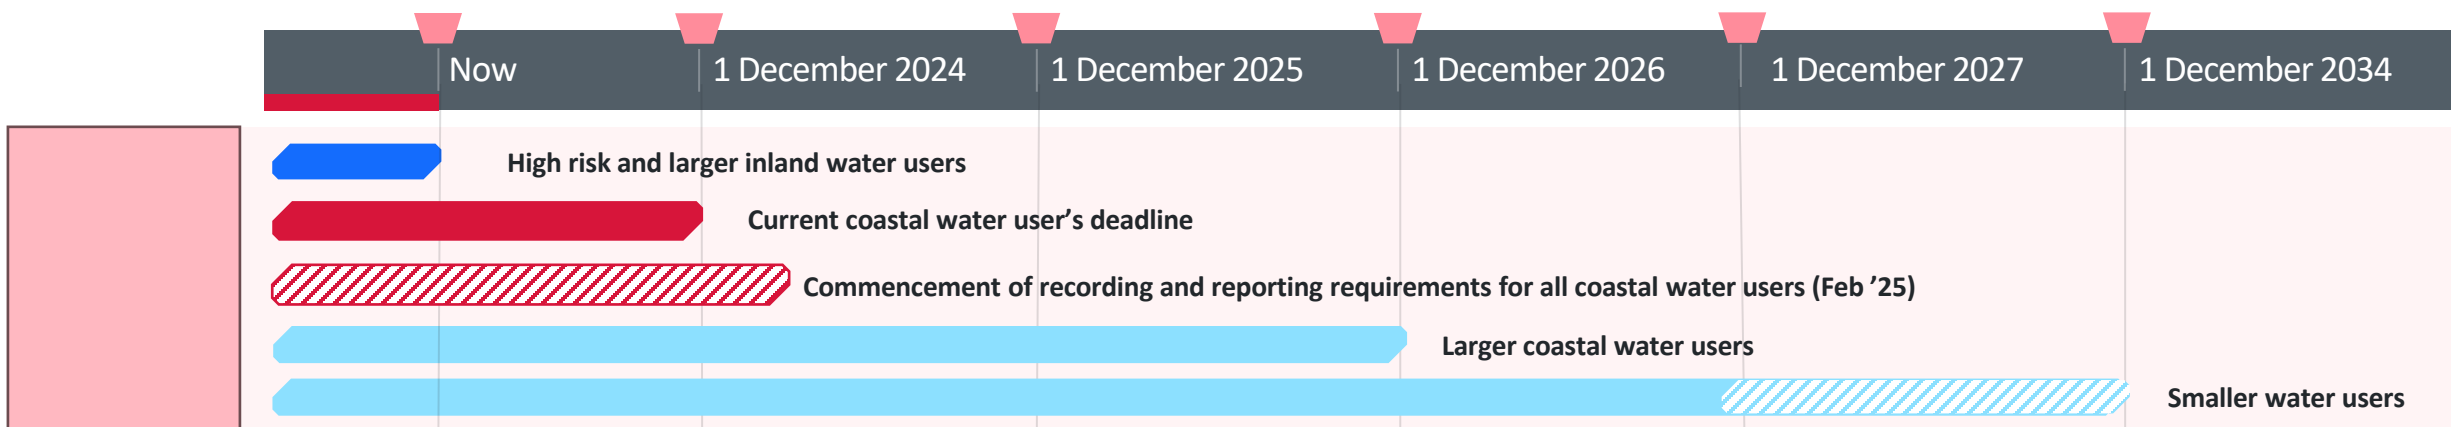 Now
1 December 2024
1 December 2025
1 December 2026
1 December 2027
1 December 2034
High risk and larger inland water users
Current coastal water user’s deadline
Commencement of recording and reporting requirements for all coastal water users (Feb ’25)
Larger coastal water users
Smaller water users